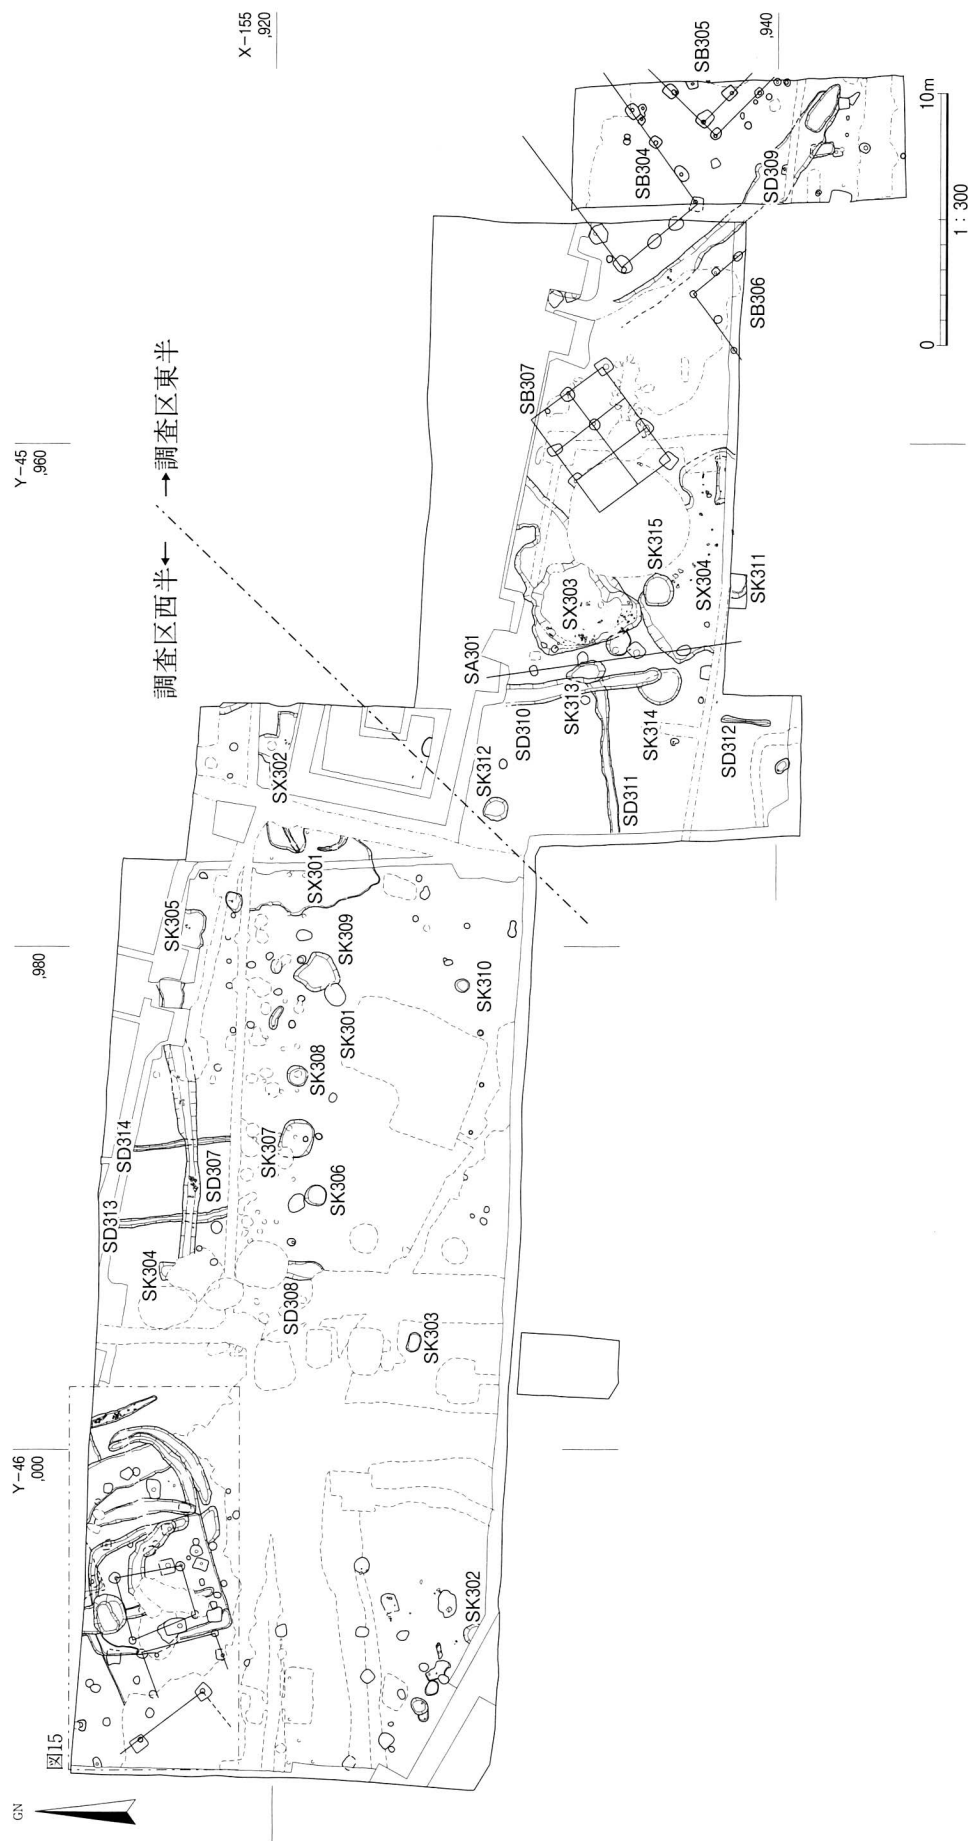 X-155
,920
,940
Y-45
,960
,980
Y-46
,000
GN
図15
調査区西半←
→調査区東半
SB305
SB304
SD309
SB306
SB307
SK315
SX303
SX304
SK311
SA301
SK313
SD310
SK314
SK312
SD311
SD312
SX302
SX301
SK305
SK309
SK301
SK310
SK308
SD314
SD307
SK307
SK306
SD313
SK304
SD308
SK303
SK302
0
10m
1:300